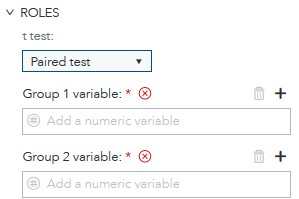 ROLES
t test:
Paired test
Group 1 variable: *
Add a numeric variable
Group 2 variable: *
Add a numeric variable